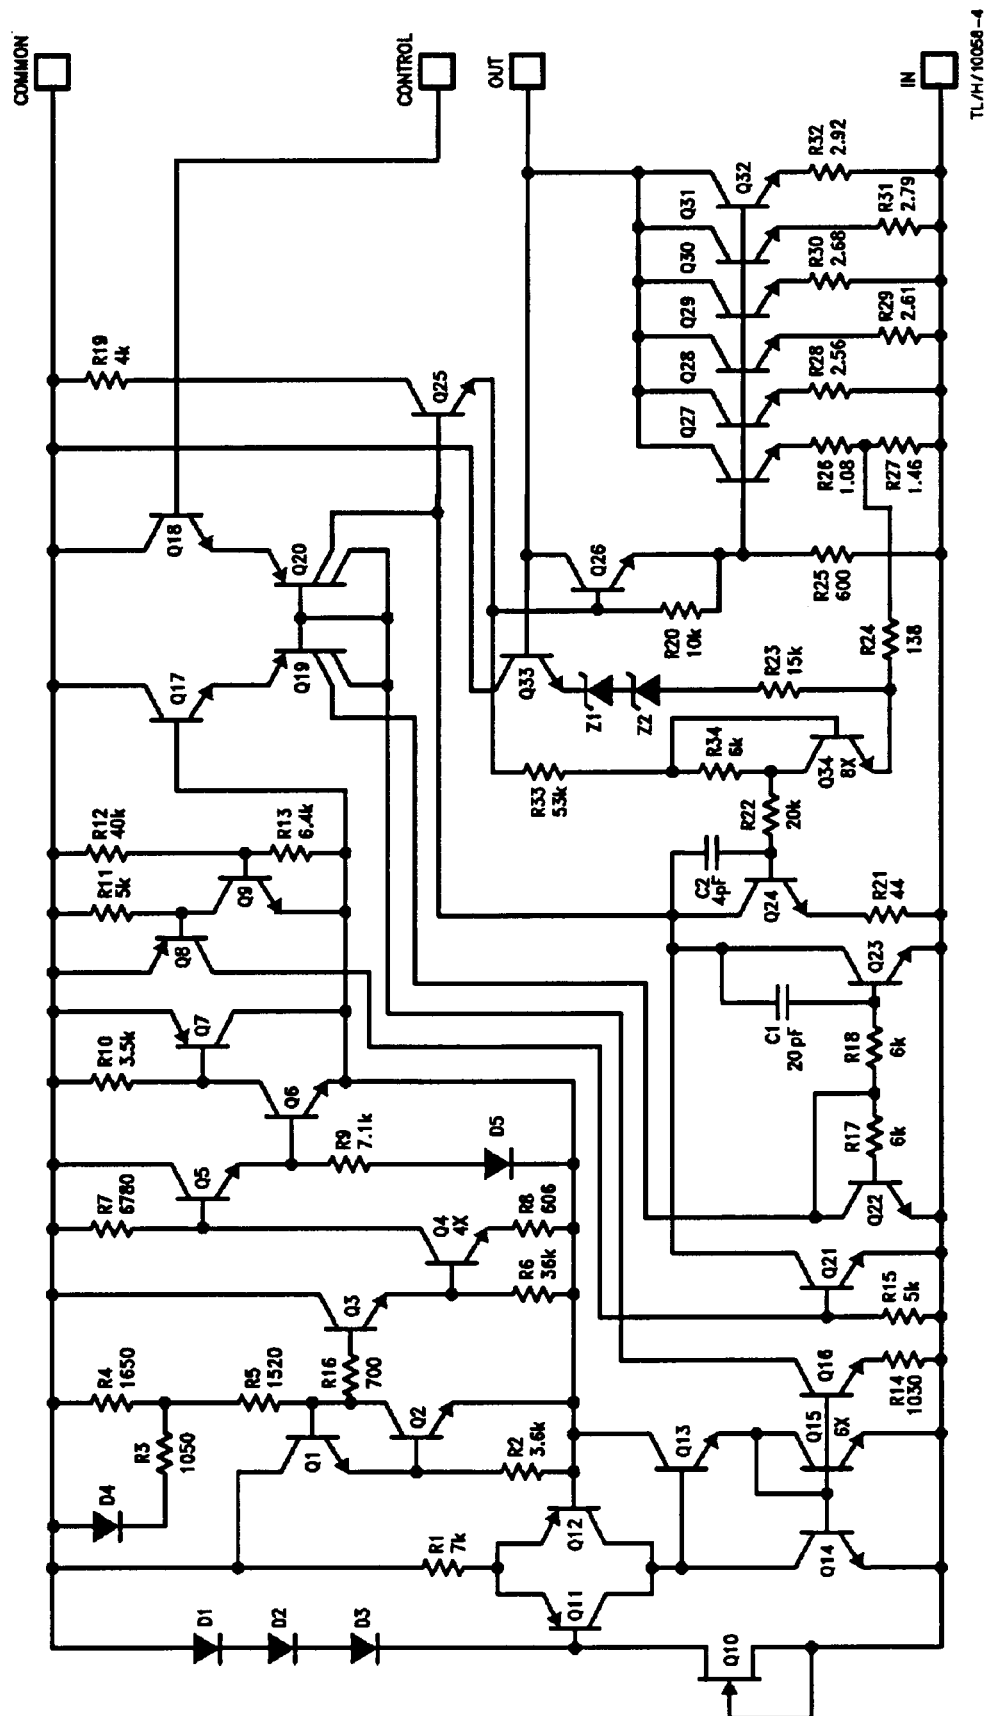 COMMON
CONTROL
OUT
IN
TL/H/10058-4
R19
4k
Q25
Q18
Q20
Q17
Q19
R12
40k
R13
6.4k
R11
5k
Q9
Q8
R10
3.5k
Q7
Q6
R9
7.1k
D5
Q5
R7
6780
Q4
4X
R8
606
R6
36k
Q3
R4
1650
R5
1520
R16
700
R3
1050
D4
Q1
Q2
R2
3.6k
R1
7k
Q12
Q11
D1
D2
D3
Q10
Q13
Q14
Q15
6X
Q16
R14
1030
R15
5k
Q21
Q22
R17
6k
R18
6k
C1
20 pF
Q23
C2
4pF
Q24
R21
44
R22
20k
R34
6k
R33
53k
Q34
8X
Q33
Z1
Z2
R23
15k
R24
138
R20
10k
Q26
R25
600
R26
1.08
R27
1.46
Q27
Q28
Q29
Q30
Q31
Q32
R28
2.56
R29
2.61
R30
2.68
R31
2.79
R32
2.92